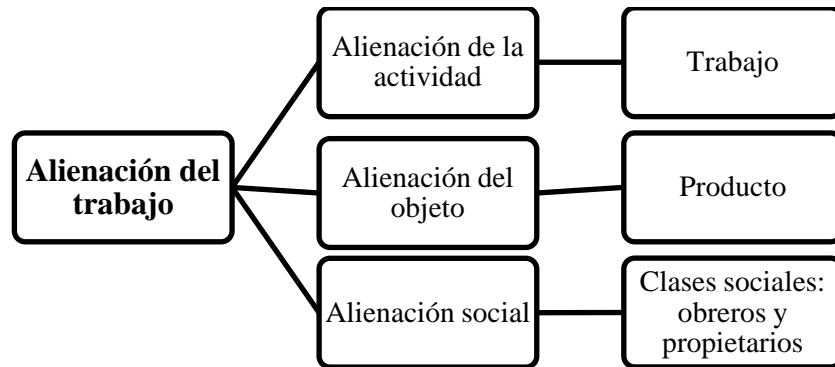 Alienación de la
actividad
Trabajo
Alienación del
trabajo
Alienación del
objeto
Producto
Alienación social
Clases sociales:
obreros y
propietarios